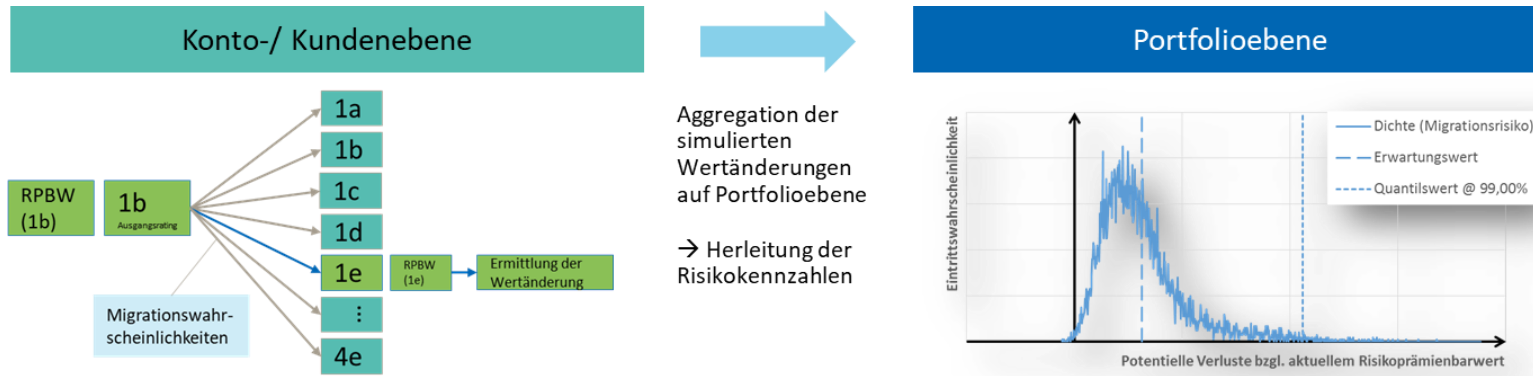 Konto-/ Kundenebene
RPBW
(1b)
1b
Ausgangsrating
1a
1b
1c
1d
1e
⋮
4e
RPBW
(1e)
Ermittlung der
Wertänderung
Migrationswahr-
scheinlichkeiten
Aggregation der
simulierten
Wertänderungen
auf Portfolioebene
→ Herleitung der
Risikokennzahlen
Portfolioebene
Eintrittswahrscheinlichkeit
Dichte (Migrationsrisiko)
Erwartungswert
Quantilswert @ 99,00%
Potentielle Verluste bzgl. aktuellem Risikoprämienbarwert